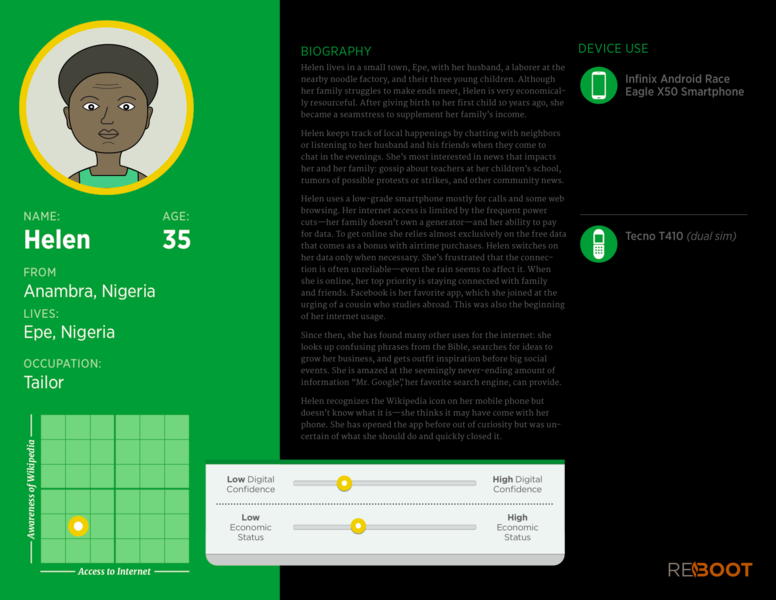 NAME:
Helen
AGE:
35
FROM
Anambra, Nigeria
LIVES:
Epe, Nigeria
OCCUPATION:
Tailor
Awareness of Wikipedia
Access to Internet
BIOGRAPHY
Helen lives in a small town, Epe, with her husband, a laborer at the
nearby noodle factory, and their three young children. Although
her family struggles to make ends meet, Helen is very economical-
ly resourceful. After giving birth to her first child 10 years ago, she
became a seamstress to supplement her family's income.
Helen keeps track of local happenings by chatting with neighbors
or listening to her husband and his friends when they come to
chat in the evenings. She's most interested in news that impacts
her and her family: gossip about teachers at her children's school,
rumors of possible protests or strikes, and other community news.
Helen uses a low-grade smartphone mostly for calls and some web
browsing. Her internet access is limited by the frequent power
cuts—her family doesn't own a generator—and her ability to pay
for data. To get online she relies almost exclusively on the free data
that comes as a bonus with airtime purchases. Helen switches on
her data only when necessary. She's frustrated that the connec-
tion is often unreliable—even the rain seems to affect it. When
she is online, her top priority is staying connected with family
and friends. Facebook is her favorite app, which she joined at the
urging of a cousin who studies abroad. This was also the beginning
of her internet usage.
Since then, she has found many other uses for the internet: she
looks up confusing phrases from the Bible, searches for ideas to
grow her business, and gets outfit inspiration before big social
events. She is amazed at the seemingly never-ending amount of
information “Mr. Google”, her favorite search engine, can provide.
Helen recognizes the Wikipedia icon on her mobile phone but
doesn't know what it is—she thinks it may have come with her
phone. She has opened the app before out of curiosity but was un-
certain of what she should do and quickly closed it.
Low Digital
Confidence
High Digital
Confidence
Low
Economic
Status
High
Economic
Status
DEVICE USE
Infinix Android Race
Eagle X50 Smartphone
Tecno T410 (dual sim)
REBOOT